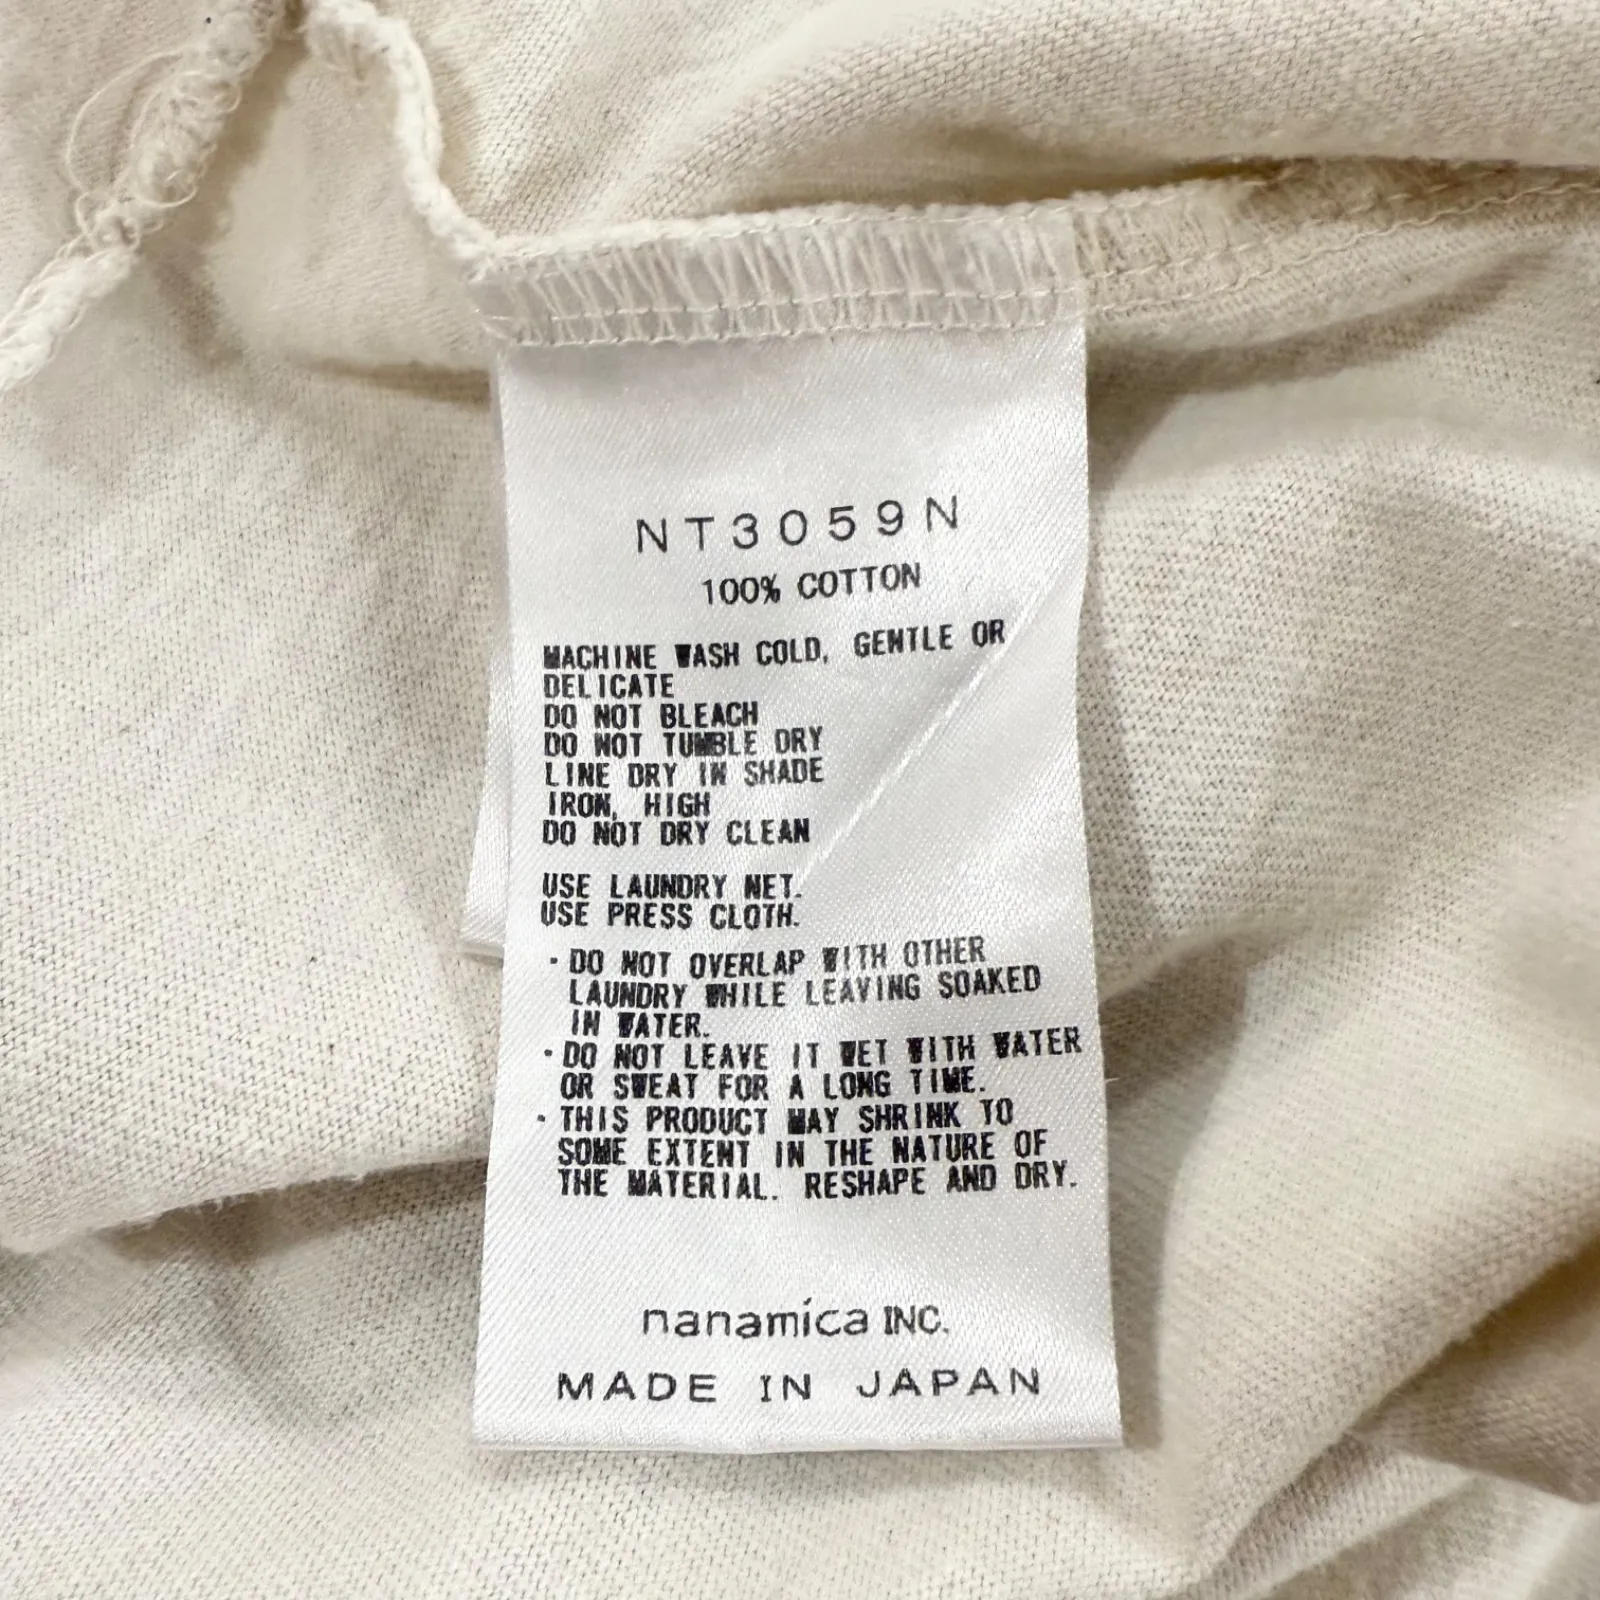 NT3059N
100% COTTON
MACHINE WASH COLD, GENTLE OR
DELICATE
DO NOT BLEACH
DO NOT TUMBLE DRY
LINE DRY IN SHADE
IRON, HIGH
DO NOT DRY CLEAN
USE LAUNDRY NET.
USE PRESS CLOTH.
・DO NOT OVERLAP WITH OTHER
LAUNDRY WHILE LEAVING SOAKED
IN WATER.
・DO NOT LEAVE IT WET WITH WATER
OR SWEAT FOR A LONG TIME.
・THIS PRODUCT MAY SHRINK TO
SOME EXTENT IN THE NATURE OF
THE MATERIAL. RESHAPE AND DRY.
nanamica INC.
MADE IN JAPAN